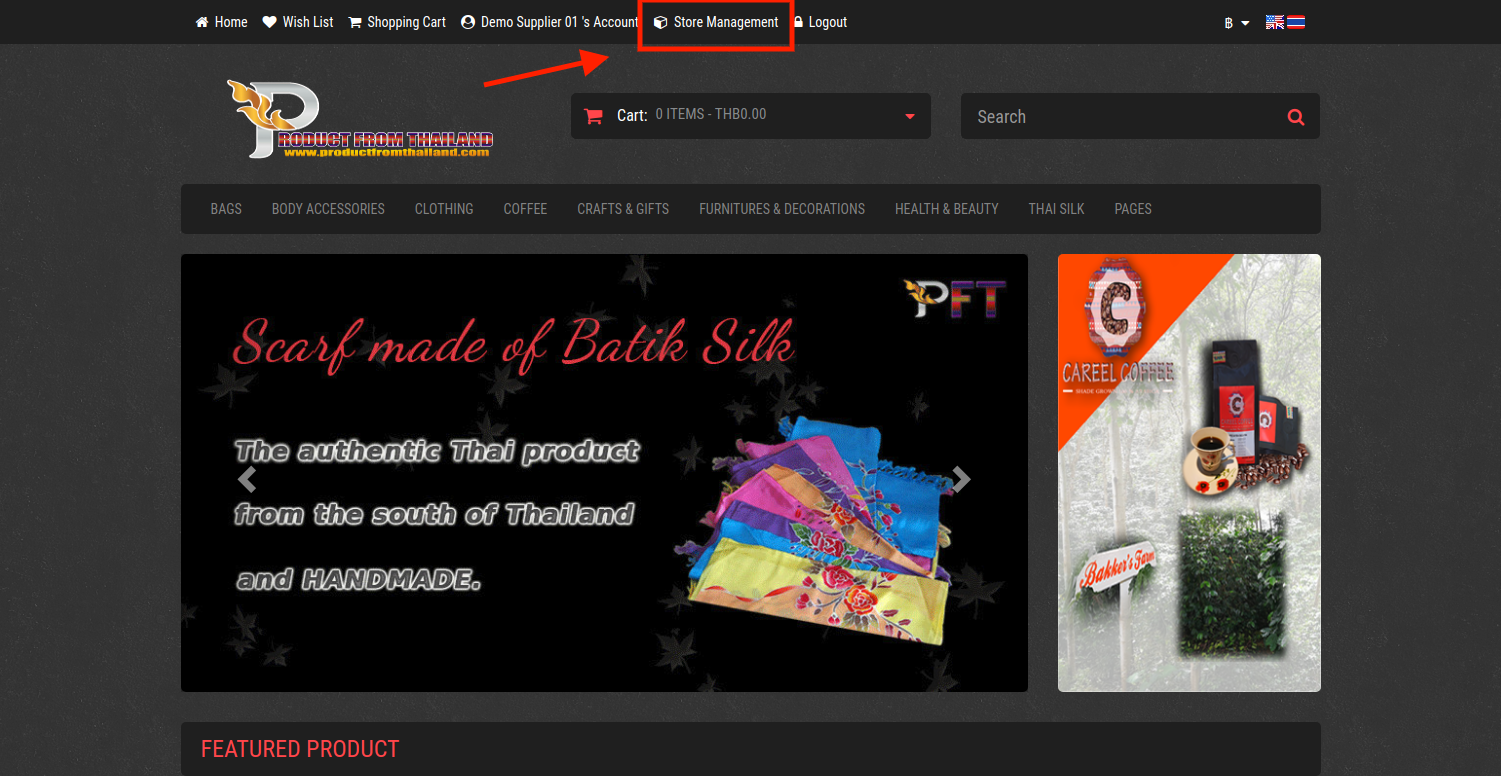 Home Wish List Shopping Cart Demo Supplier 01 's Account Store Management Logout ฿
PRODUCT FROM THAILAND
www.productfromthailand.com
Cart: 0 ITEMS - THB0.00
Search
BAGS BODY ACCESSORIES CLOTHING COFFEE CRAFTS & GIFTS FURNITURES & DECORATIONS HEALTH & BEAUTY THAI SILK PAGES
PFT
Scarf made of Batik Silk
The authentic Thai product
from the south of Thailand
and HANDMADE.
C
CAREEL COFFEE
Bakker's Farm
FEATURED PRODUCT